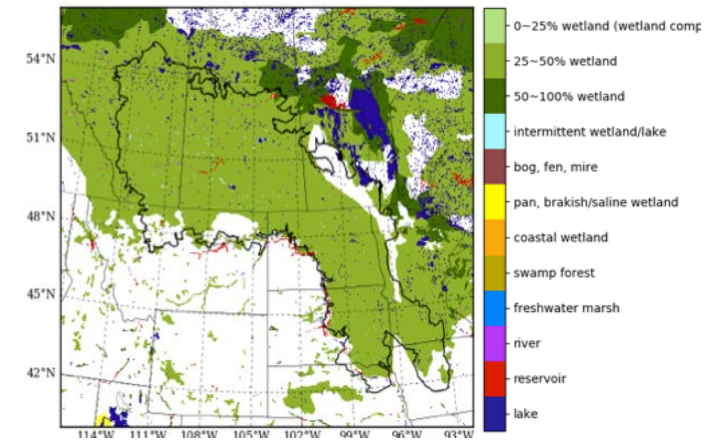 54°N
51°N
48°N
45°N
42°N
114°W 111°W 108°W 105°W 102°W 99°W 96°W 93°W
0~25% wetland (wetland comp
25~50% wetland
50~100% wetland
intermittent wetland/lake
bog, fen, mire
pan, brakish/saline wetland
coastal wetland
swamp forest
freshwater marsh
river
reservoir
lake